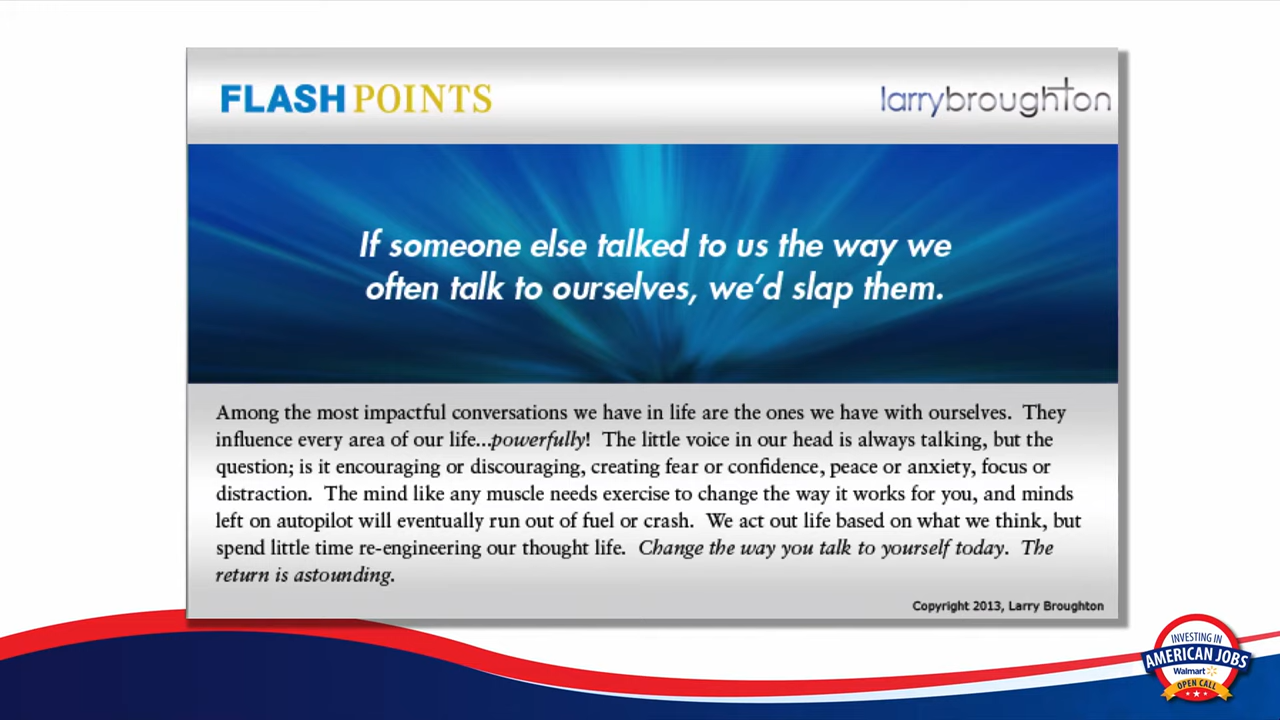 FLASHPOINTS
larrybroughton
If someone else talked to us the way we
often talk to ourselves, we'd slap them.
Among the most impactful conversations we have in life are the ones we have with ourselves. They
influence every area of our life...powerfully! The little voice in our head is always talking, but the
question; is it encouraging or discouraging, creating fear or confidence, peace or anxiety, focus or
distraction. The mind like any muscle needs exercise to change the way it works for you, and minds
left on autopilot will eventually run out of fuel or crash. We act out life based on what we think, but
spend little time re-engineering our thought life. Change the way you talk to yourself today. The
return is astounding.
Copyright 2013, Larry Broughton
INVESTING IN
AMERICAN JOBS
Walmart
OPEN CALL